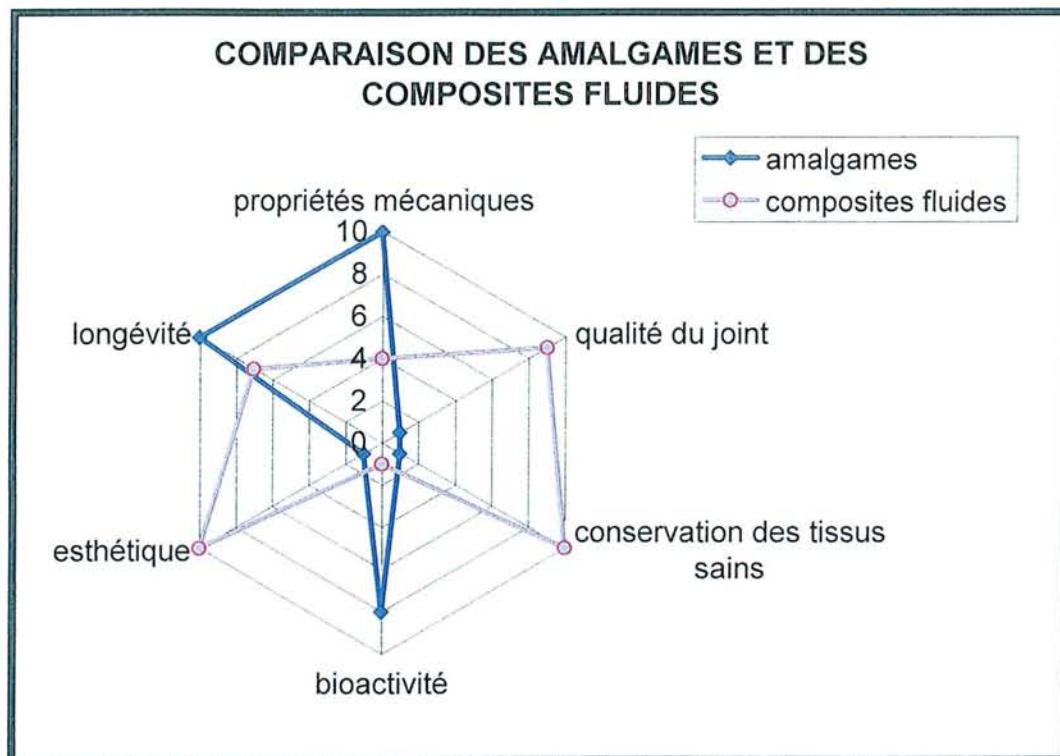 COMPARAISON DES AMALGAMES ET DES
COMPOSITES FLUIDES
amalgames
composites fluides
propriétés mécaniques
10
8
6
4
2
0
longévité
qualité du joint
esthétique
conservation des tissus
sains
bioactivité